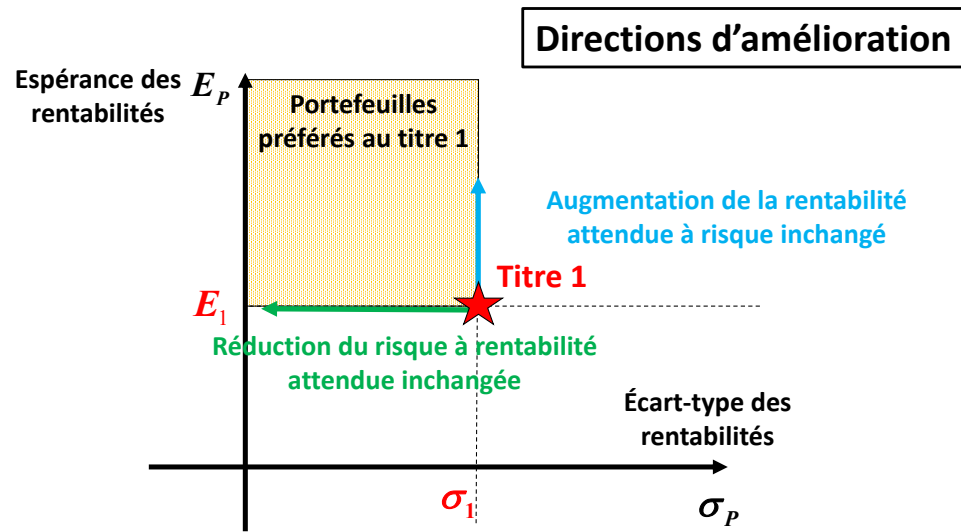 Directions d’amélioration
Espérance des
rentabilités
E_P
Portefeuilles
préférés au titre 1
Augmentation de la rentabilité
attendue à risque inchangé
Titre 1
E_1
Réduction du risque à rentabilité
attendue inchangée
Écart-type des
rentabilités
σ_1
σ_P